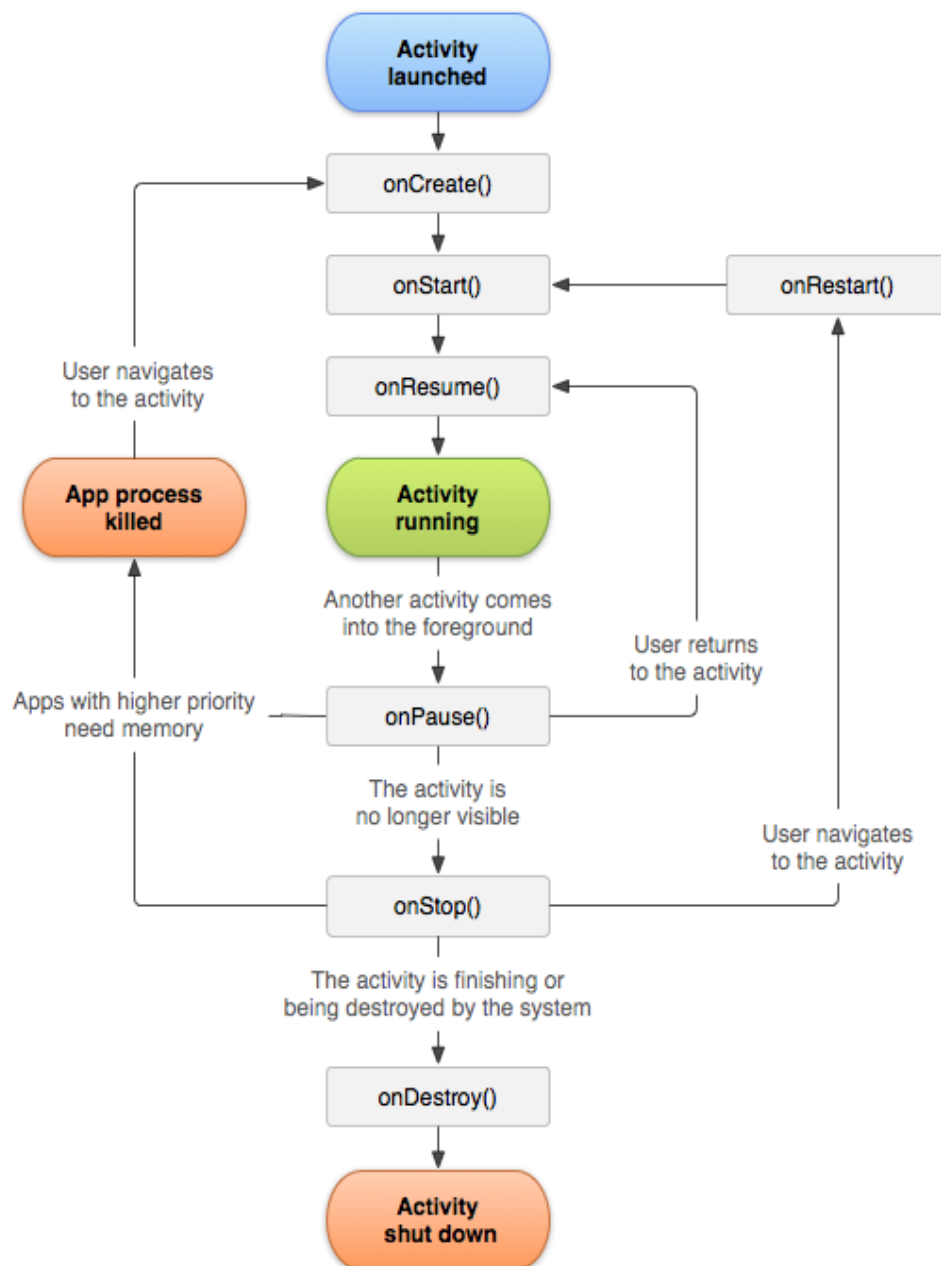 Activity
launched
onCreate()
onStart()
onRestart()
User navigates
to the activity
onResume()
App process
killed
Activity
running
Another activity comes
into the foreground
User returns
to the activity
Apps with higher priority
need memory
onPause()
The activity is
no longer visible
User navigates
to the activity
onStop()
The activity is finishing or
being destroyed by the system
onDestroy()
Activity
shut down